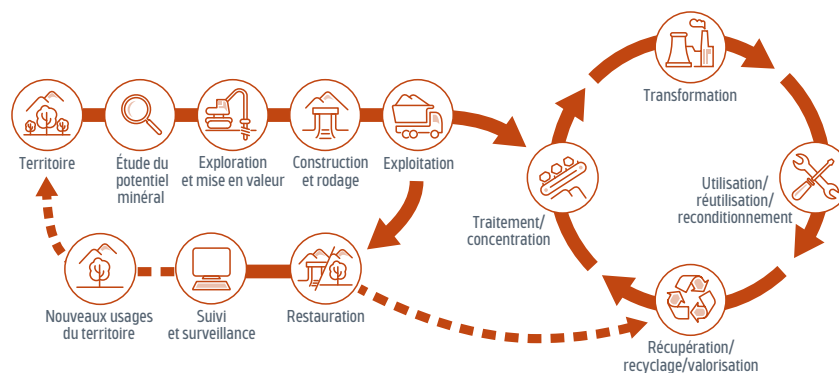 Transformation
Territoire
Étude du
potentiel
minéral
Exploration
et mise en valeur
Construction
et rodage
Exploitation
Traitement/
concentration
Utilisation/
réutilisation/
reconditionnement
Nouveaux usages
du territoire
Suivi
et surveillance
Restauration
Récupération/
recyclage/valorisation